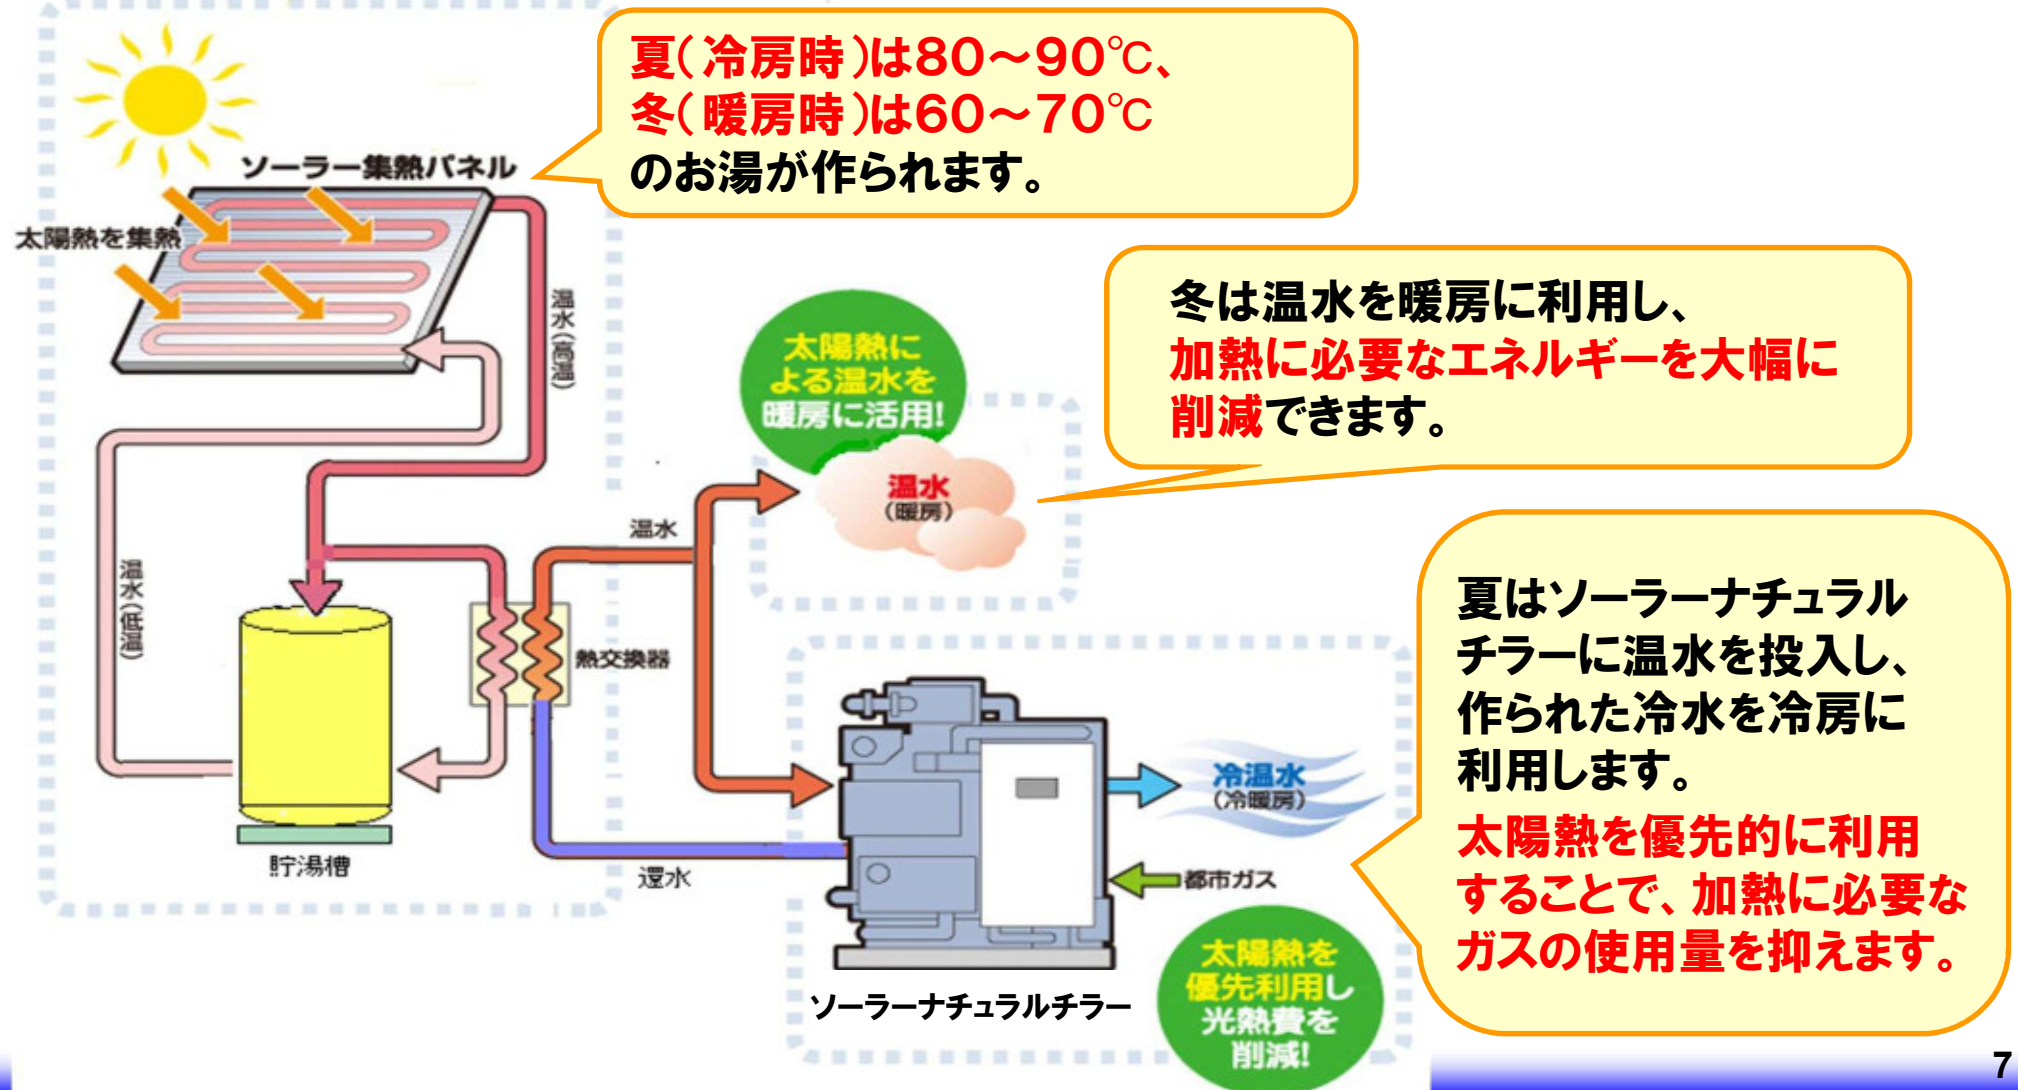 夏(冷房時)は80～90℃、
冬(暖房時)は60～70℃
のお湯が作られます。
ソーラー集熱パネル
太陽熱を集熱
温水(高温)
温水(低温)
太陽熱に
よる温水を
暖房に活用!
温水
(暖房)
冬は温水を暖房に利用し、
加熱に必要なエネルギーを大幅に
削減できます。
温水
熱交換器
貯湯槽
還水
冷温水
(冷暖房)
都市ガス
ソーラーナチュラルチラー
太陽熱を
優先利用し
光熱費を
削減!
夏はソーラーナチュラル
チラーに温水を投入し、
作られた冷水を冷房に
利用します。
太陽熱を優先的に利用
することで、加熱に必要な
ガスの使用量を抑えます。
7